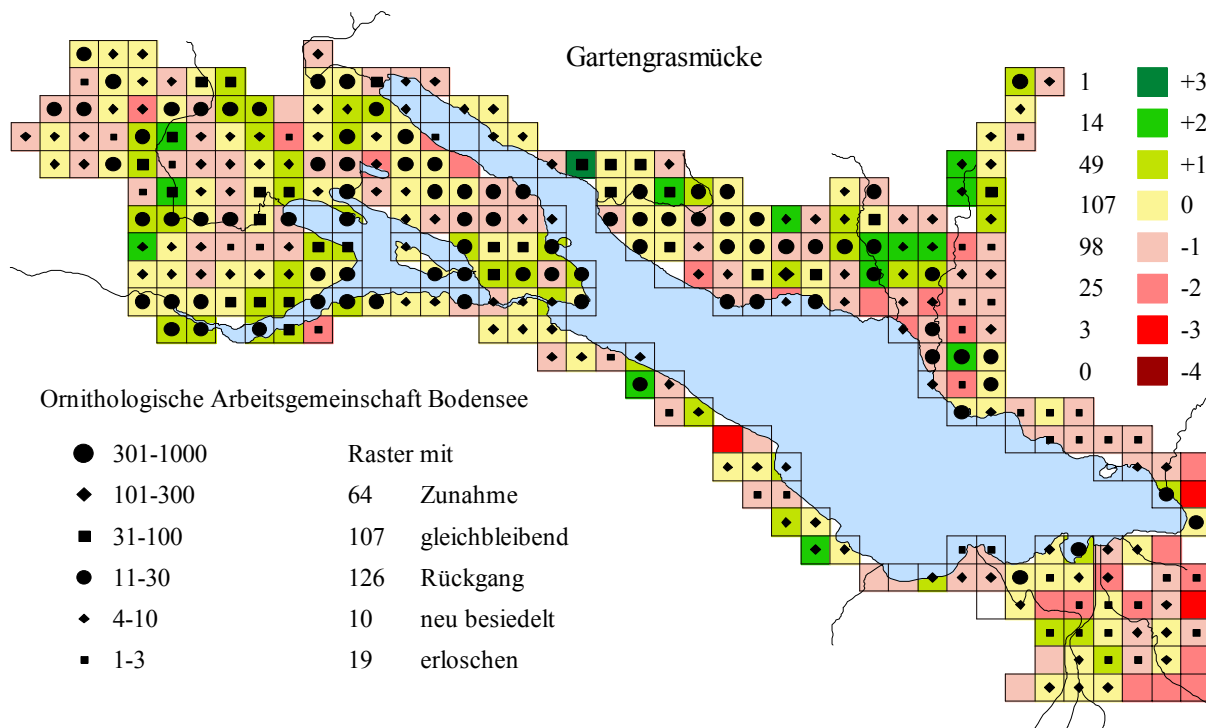 Gartengrasmücke
1 +3
14 +2
49 +1
107 0
98 -1
25 -2
3 -3
0 -4
Ornithologische Arbeitsgemeinschaft Bodensee
301-1000 Raster mit
101-300 64 Zunahme
31-100 107 gleichbleibend
11-30 126 Rückgang
4-10 10 neu besiedelt
1-3 19 erloschen